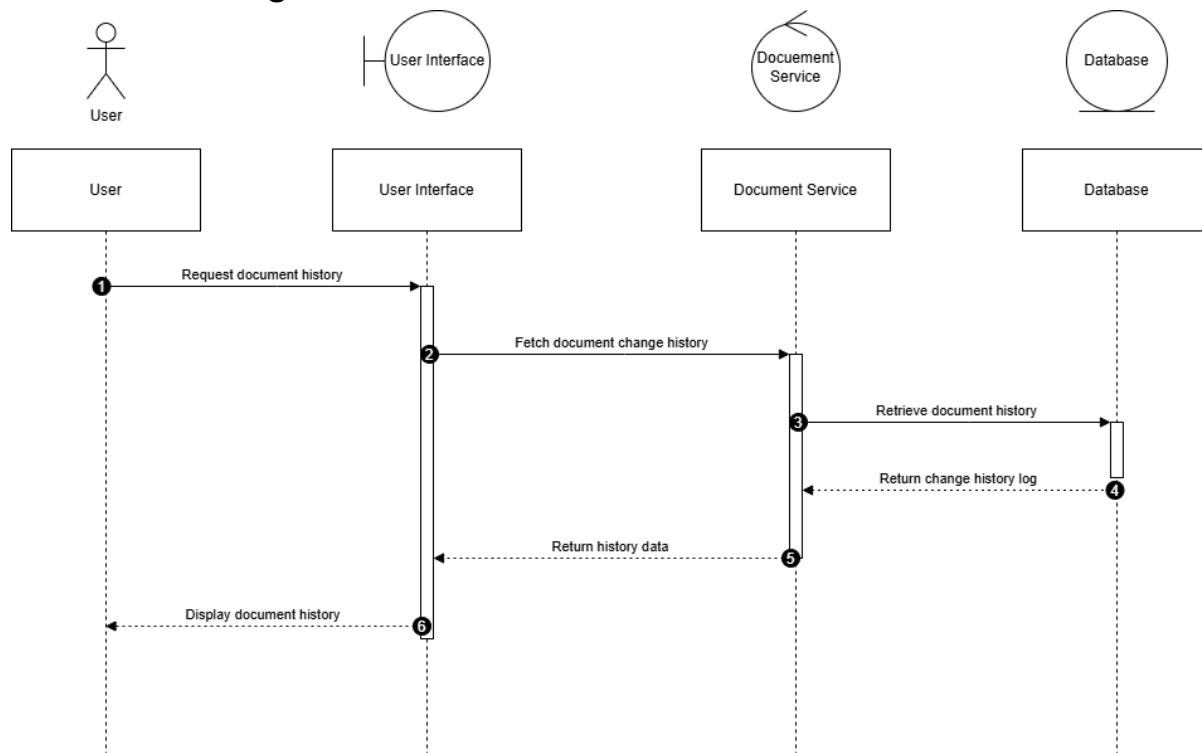 g
User Interface
Docuement
Service
Database
User
User
User Interface
Document Service
Database
Request document history
1
Fetch document change history
2
Retrieve document history
3
Return change history log
4
Return history data
5
Display document history
6